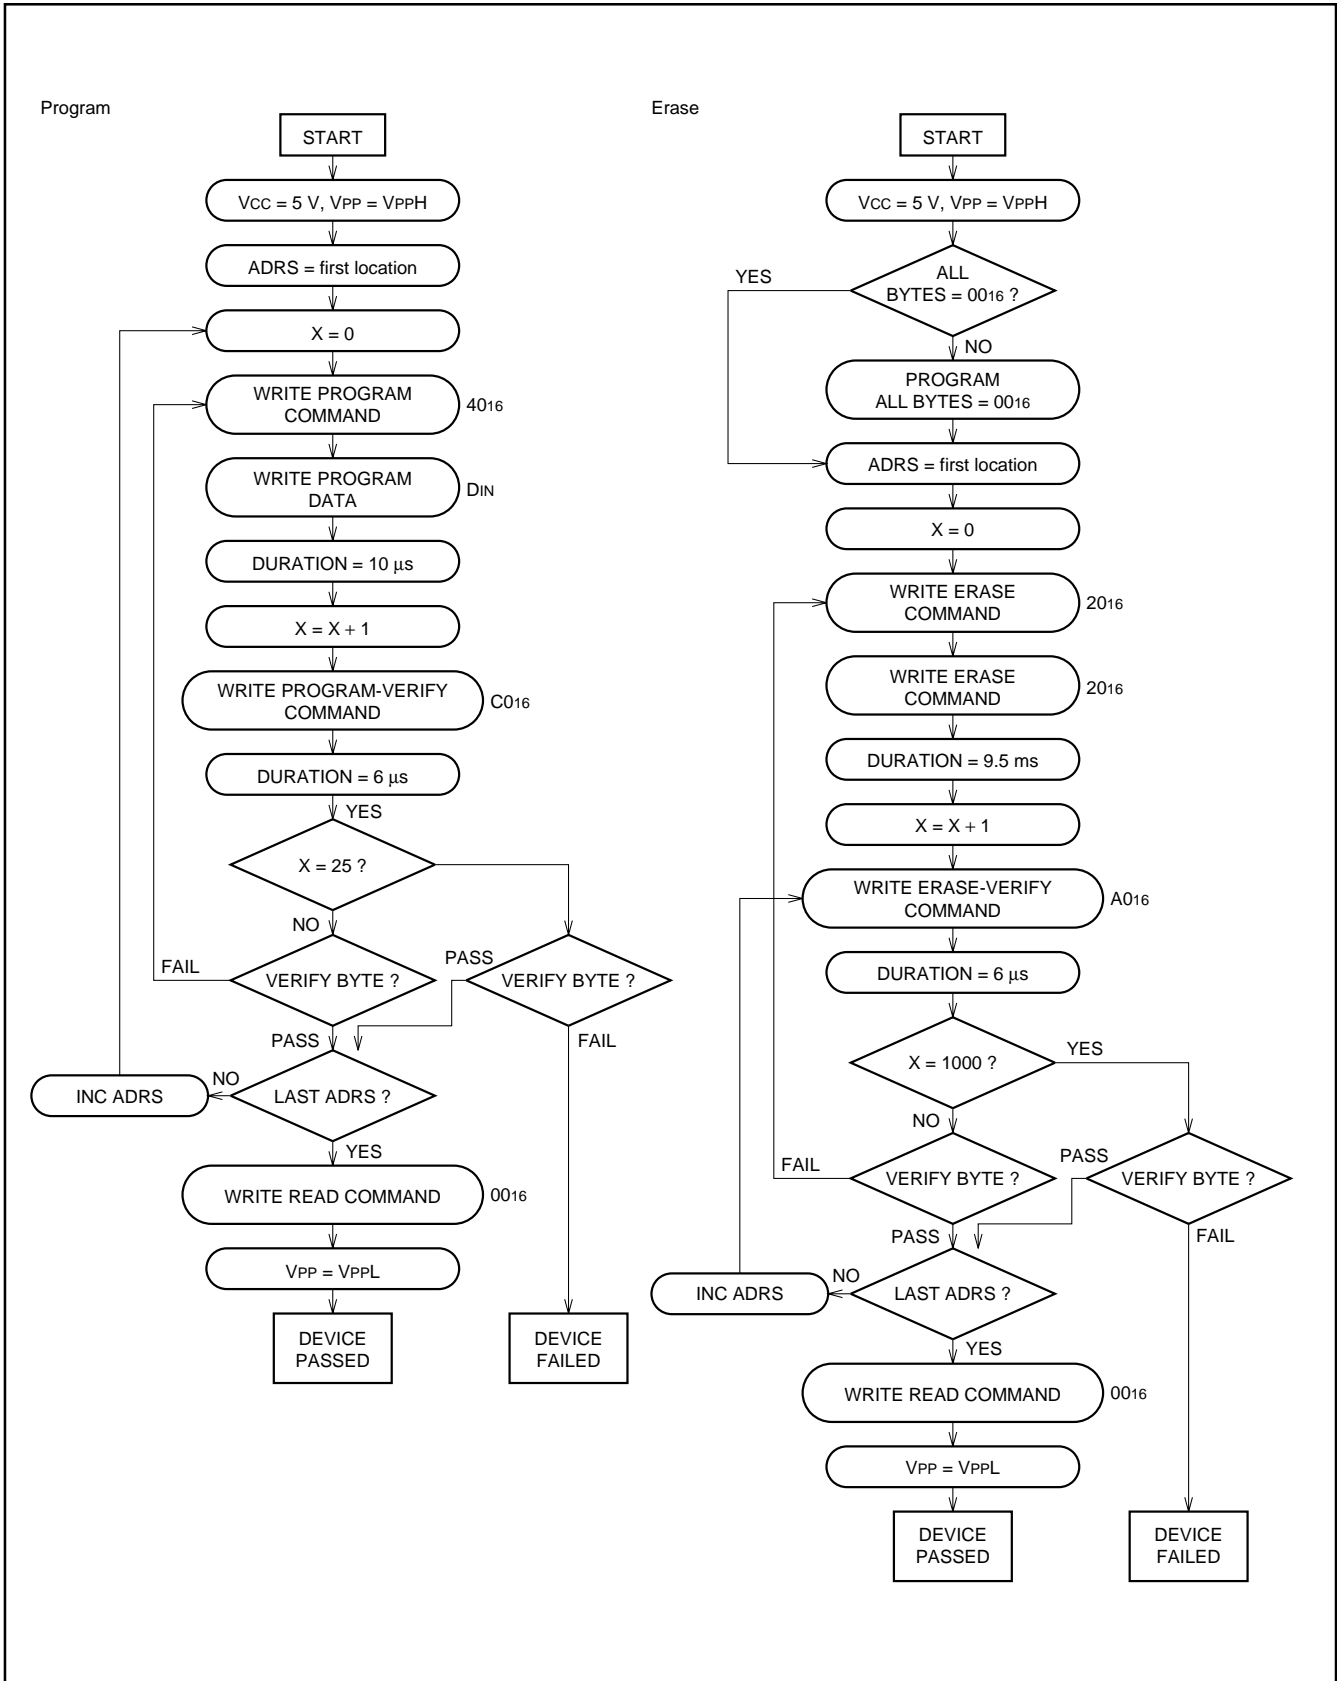 Program
START
VCC = 5 V, VPP = VPPH
ADRS = first location
X = 0
WRITE PROGRAM
COMMAND
4016
WRITE PROGRAM
DATA
DIN
DURATION = 10 µs
X = X + 1
WRITE PROGRAM-VERIFY
COMMAND
C016
DURATION = 6 µs
YES
X = 25 ?
NO
FAIL
VERIFY BYTE ?
PASS
VERIFY BYTE ?
PASS
FAIL
INC ADRS
NO
LAST ADRS ?
YES
WRITE READ COMMAND
0016
VPP = VPPL
DEVICE
PASSED
DEVICE
FAILED
Erase
START
VCC = 5 V, VPP = VPPH
YES
ALL
BYTES = 0016 ?
NO
PROGRAM
ALL BYTES = 0016
ADRS = first location
X = 0
WRITE ERASE
COMMAND
2016
WRITE ERASE
COMMAND
2016
DURATION = 9.5 ms
X = X + 1
WRITE ERASE-VERIFY
COMMAND
A016
DURATION = 6 µs
X = 1000 ?
YES
NO
FAIL
VERIFY BYTE ?
PASS
VERIFY BYTE ?
PASS
FAIL
INC ADRS
NO
LAST ADRS ?
YES
WRITE READ COMMAND
0016
VPP = VPPL
DEVICE
PASSED
DEVICE
FAILED